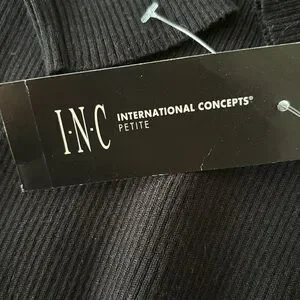 I·N·C
INTERNATIONAL CONCEPTS®
PETITE